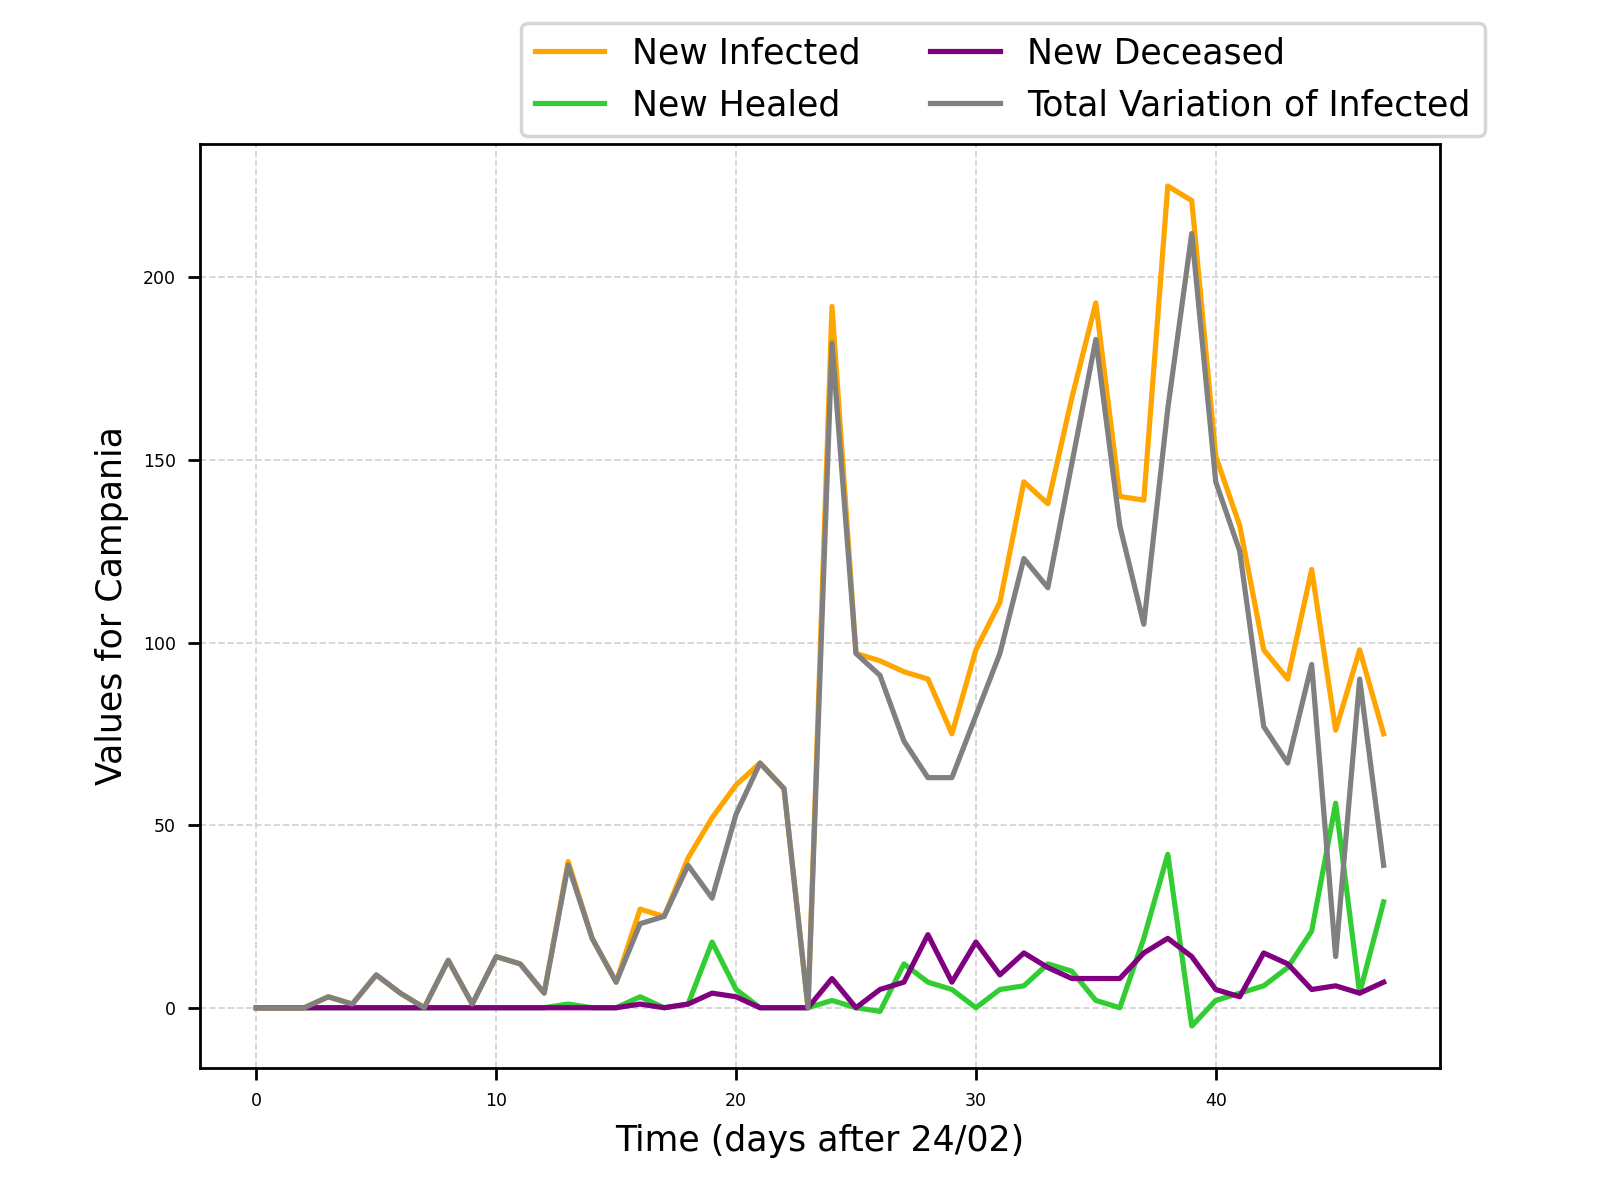 New Infected
New Healed
New Deceased
Total Variation of Infected
Values for Campania
200
150
100
50
0
0 10 20 30 40
Time (days after 24/02)